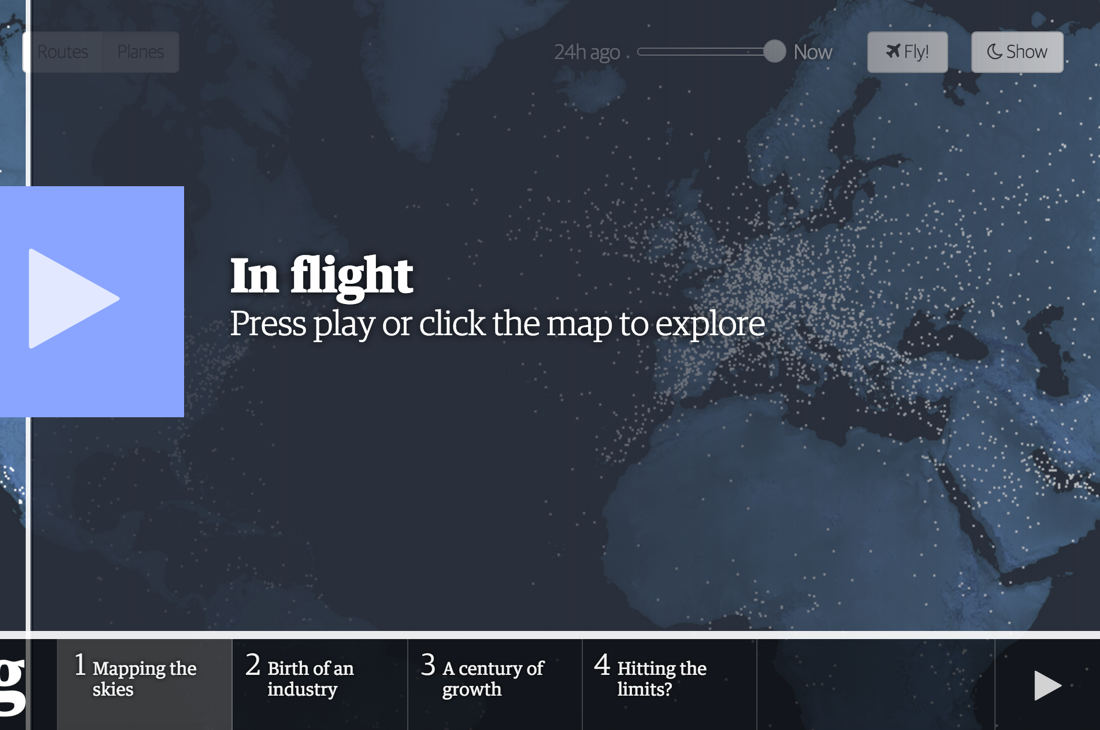 Routes Planes 24h ago Now Fly! Show
In flight
Press play or click the map to explore
g
1 Mapping the
skies
2 Birth of an
industry
3 A century of
growth
4 Hitting the
limits?